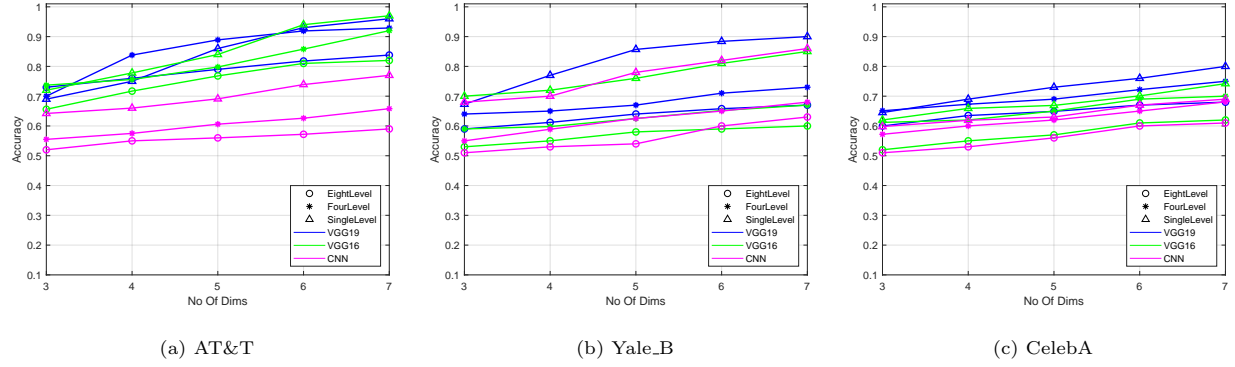 1
0.9
0.8
0.7
0.6
0.5
0.4
0.3
0.2
0.1
Accuracy
3
4
5
6
7
No Of Dims
EightLevel
FourLevel
SingleLevel
VGG19
VGG16
CNN
(a) AT&T
1
0.9
0.8
0.7
0.6
0.5
0.4
0.3
0.2
0.1
Accuracy
3
4
5
6
7
No Of Dims
EightLevel
FourLevel
SingleLevel
VGG19
VGG16
CNN
(b) Yale_B
1
0.9
0.8
0.7
0.6
0.5
0.4
0.3
0.2
0.1
Accuracy
3
4
5
6
7
No Of Dims
EightLevel
FourLevel
SingleLevel
VGG19
VGG16
CNN
(c) CelebA